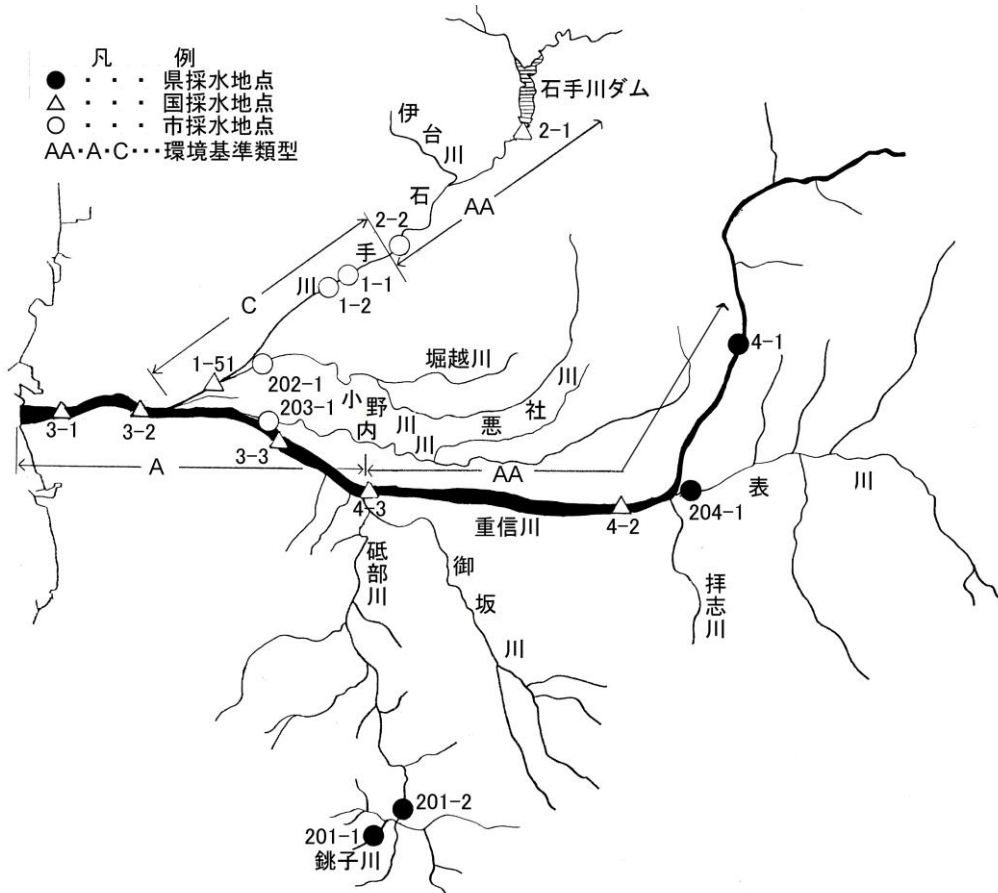 凡 例
● ・ ・ ・ 県採水地点
△ ・ ・ ・ 国採水地点
○ ・ ・ ・ 市採水地点
AA・A・C・・・環境基準類型
石手川ダム
2-1
伊台川
石手川
AA
2-2
1-1
1-2
C
1-51
202-1
堀越川
4-1
小野川
悪社川
203-1
内川
3-1
3-2
3-3
A
AA
4-3
重信川
4-2
204-1
表川
砥部川
御坂川
拝志川
201-2
201-1
銚子川